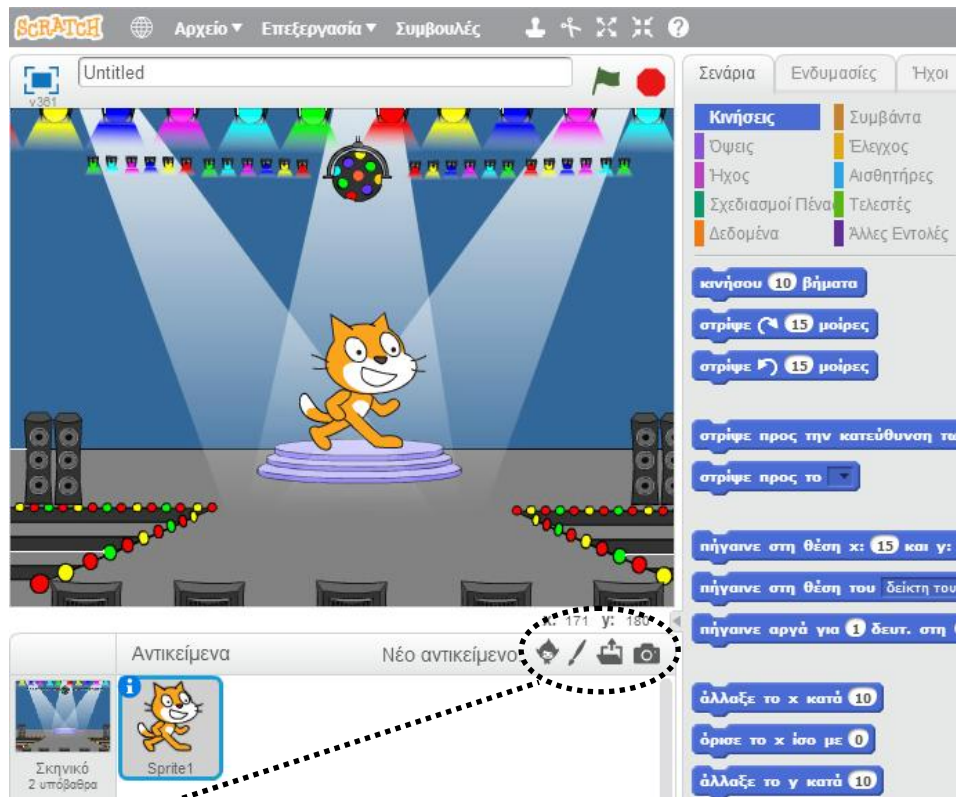 SCRATCH Αρχείο Επεξεργασία Συμβουλές ?
Untitled
v361
Σενάρια Ενδυμασίες Ήχοι
Κινήσεις Συμβάντα
Όψεις Έλεγχος
Ήχος Αισθητήρες
Σχεδιασμοί Πένας Τελεστές
Δεδομένα Άλλες Εντολές
κινήσου 10 βήματα
στρίψε 15 μοίρες
στρίψε 15 μοίρες
στρίψε προς την κατεύθυνση
στρίψε προς το
πήγαινε στη θέση x: 15 και y:
πήγαινε στη θέση του δείκτη του
πήγαινε αργά για 1 δευτ. στη
άλλαξε το x κατά 10
όρισε το x ίσο με 0
άλλαξε το y κατά 10
x: 171 y: 180
Αντικείμενα Νέο αντικείμενο
Σκηνικό
2 υπόβαθρα
i
Sprite1